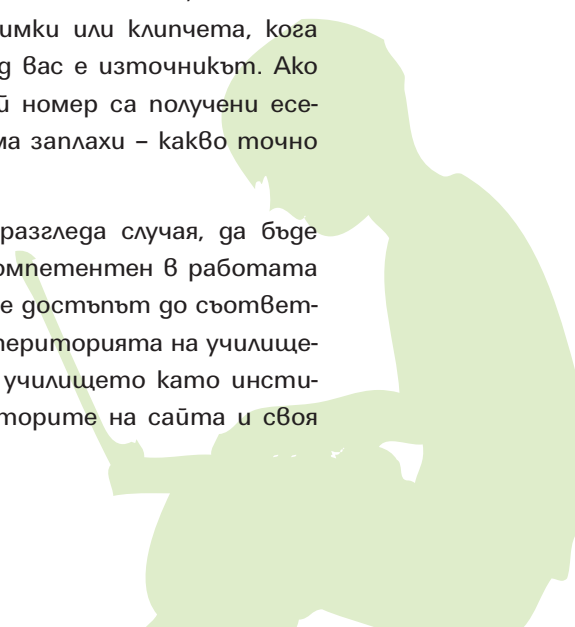 имки или клипчета, кога
д вас е източникът. Ако
й номер са получени есе-
ма заплахи – какво точно
разгледа случая, да бъде
омпетентен в работата
е достъпът до съответ-
територията на училище-
училището като инсти-
торите на сайта и своя